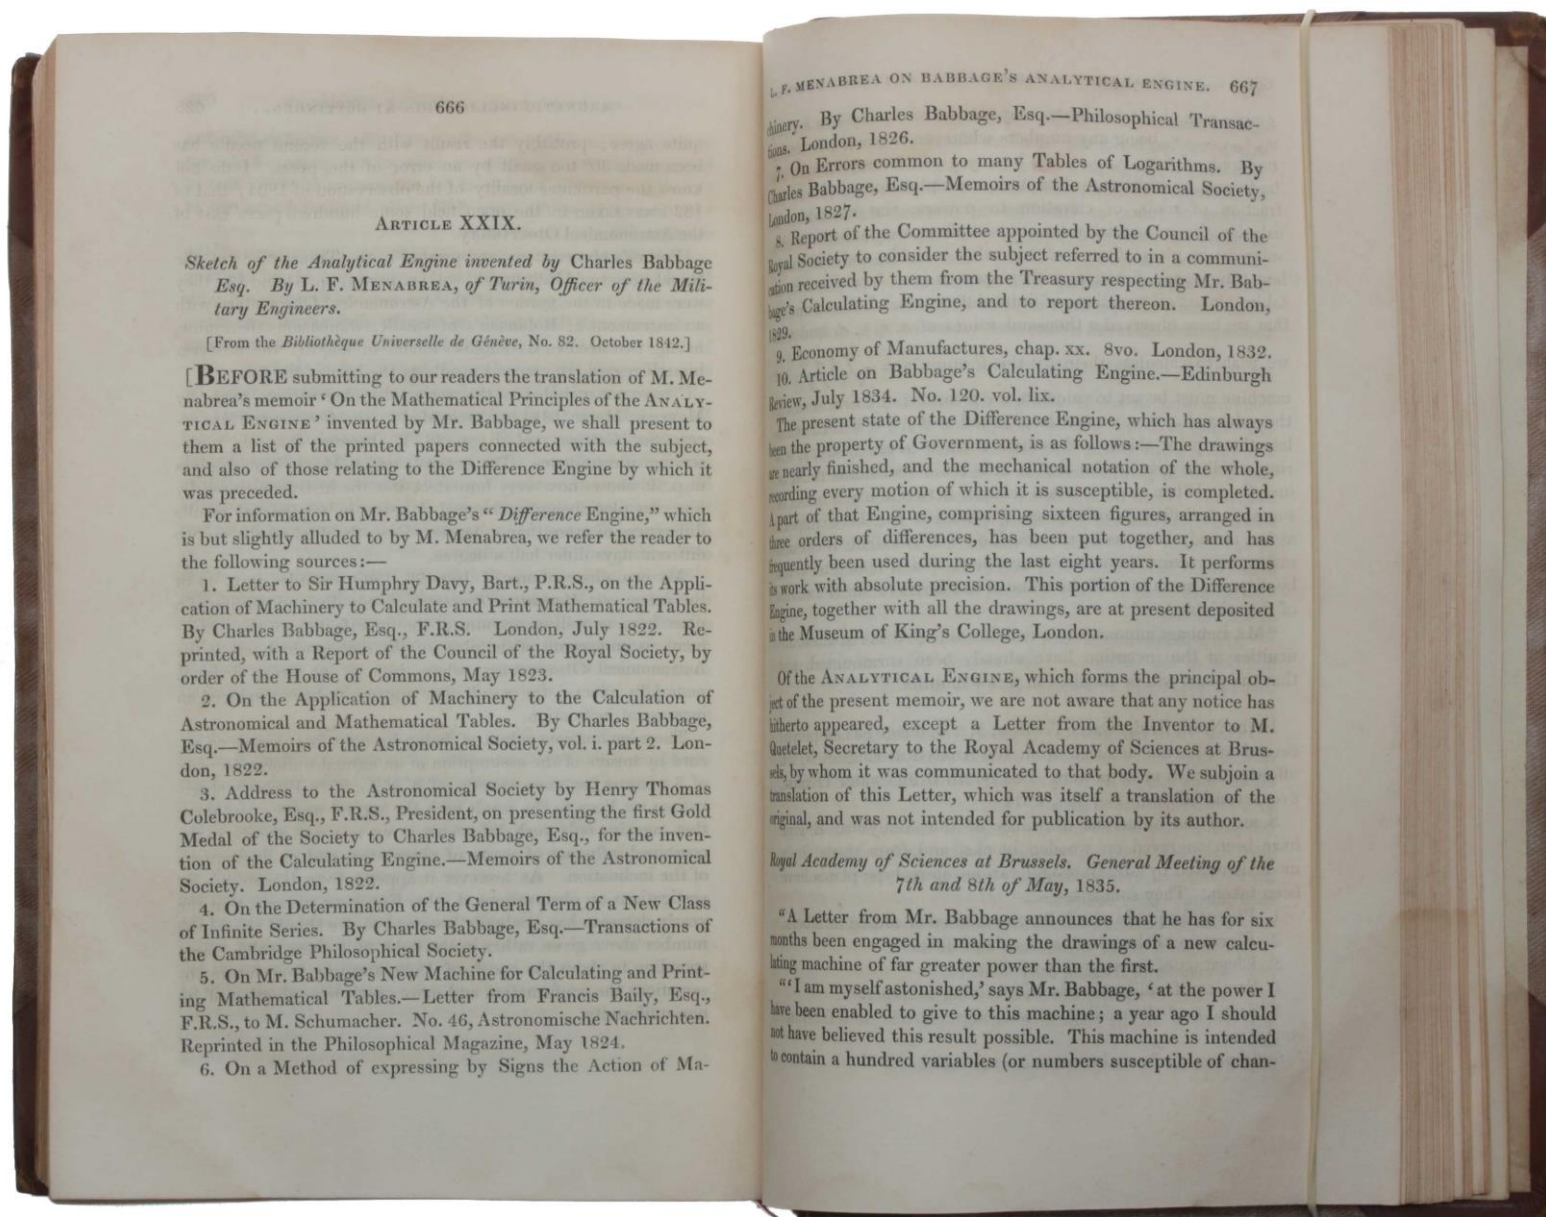 666
ARTICLE XXIX.
Sketch of the Analytical Engine invented by Charles Babbage
Esq. By L. F. MENABREA, of Turin, Officer of the Mili-
tary Engineers.
[From the Bibliothèque Universelle de Génève, No. 82. October 1842.]
[BEFORE submitting to our readers the translation of M. Me-
nabrea's memoir ‘On the Mathematical Principles of the ANALY-
TICAL ENGINE’ invented by Mr. Babbage, we shall present to
them a list of the printed papers connected with the subject,
and also of those relating to the Difference Engine by which it
was preceded.
For information on Mr. Babbage's “Difference Engine,” which
is but slightly alluded to by M. Menabrea, we refer the reader to
the following sources:—
1. Letter to Sir Humphry Davy, Bart., P.R.S., on the Appli-
cation of Machinery to Calculate and Print Mathematical Tables.
By Charles Babbage, Esq., F.R.S. London, July 1822. Re-
printed, with a Report of the Council of the Royal Society, by
order of the House of Commons, May 1823.
2. On the Application of Machinery to the Calculation of
Astronomical and Mathematical Tables. By Charles Babbage,
Esq.—Memoirs of the Astronomical Society, vol. i. part 2. Lon-
don, 1822.
3. Address to the Astronomical Society by Henry Thomas
Colebrooke, Esq., F.R.S., President, on presenting the first Gold
Medal of the Society to Charles Babbage, Esq., for the inven-
tion of the Calculating Engine.—Memoirs of the Astronomical
Society. London, 1822.
4. On the Determination of the General Term of a New Class
of Infinite Series. By Charles Babbage, Esq.—Transactions of
the Cambridge Philosophical Society.
5. On Mr. Babbage's New Machine for Calculating and Print-
ing Mathematical Tables.—Letter from Francis Baily, Esq.,
F.R.S., to M. Schumacher. No. 46, Astronomische Nachrichten.
Reprinted in the Philosophical Magazine, May 1824.
6. On a Method of expressing by Signs the Action of Ma-
L. F. MENABREA ON BABBAGE'S ANALYTICAL ENGINE. 667
chinery. By Charles Babbage, Esq.—Philosophical Transac-
tions. London, 1826.
7. On Errors common to many Tables of Logarithms. By
Charles Babbage, Esq.—Memoirs of the Astronomical Society,
London, 1827.
8. Report of the Committee appointed by the Council of the
Royal Society to consider the subject referred to in a communi-
cation received by them from the Treasury respecting Mr. Bab-
bage's Calculating Engine, and to report thereon. London,
1829.
9. Economy of Manufactures, chap. xx. 8vo. London, 1832.
10. Article on Babbage's Calculating Engine.—Edinburgh
Review, July 1834. No. 120. vol. lix.
The present state of the Difference Engine, which has always
been the property of Government, is as follows:—The drawings
are nearly finished, and the mechanical notation of the whole,
recording every motion of which it is susceptible, is completed.
A part of that Engine, comprising sixteen figures, arranged in
three orders of differences, has been put together, and has
frequently been used during the last eight years. It performs
its work with absolute precision. This portion of the Difference
Engine, together with all the drawings, are at present deposited
in the Museum of King's College, London.
Of the ANALYTICAL ENGINE, which forms the principal ob-
ject of the present memoir, we are not aware that any notice has
hitherto appeared, except a Letter from the Inventor to M.
Quetelet, Secretary to the Royal Academy of Sciences at Brus-
sels, by whom it was communicated to that body. We subjoin a
translation of this Letter, which was itself a translation of the
original, and was not intended for publication by its author.
Royal Academy of Sciences at Brussels. General Meeting of the
7th and 8th of May, 1835.
“A Letter from Mr. Babbage announces that he has for six
months been engaged in making the drawings of a new calcu-
lating machine of far greater power than the first.
“‘I am myself astonished,’ says Mr. Babbage, ‘at the power I
have been enabled to give to this machine; a year ago I should
not have believed this result possible. This machine is intended
to contain a hundred variables (or numbers susceptible of chan-